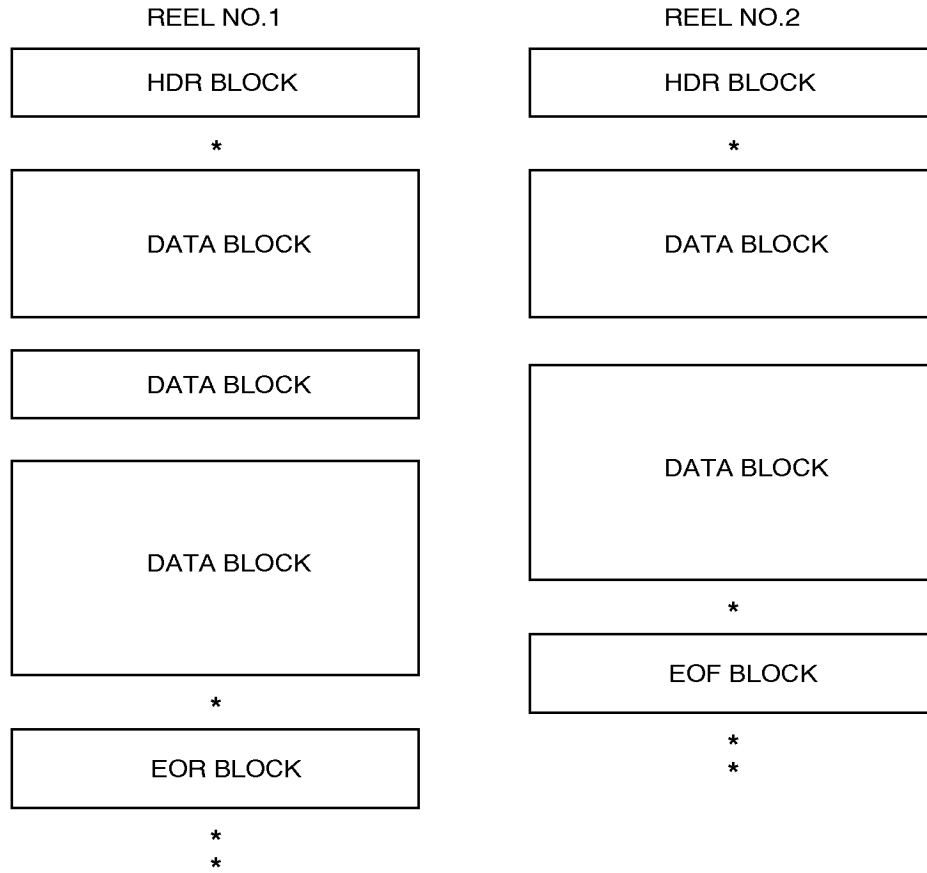 REEL NO.1
HDR BLOCK
*
DATA BLOCK
DATA BLOCK
DATA BLOCK
*
EOR BLOCK
*
*
REEL NO.2
HDR BLOCK
*
DATA BLOCK
DATA BLOCK
*
EOF BLOCK
*
*